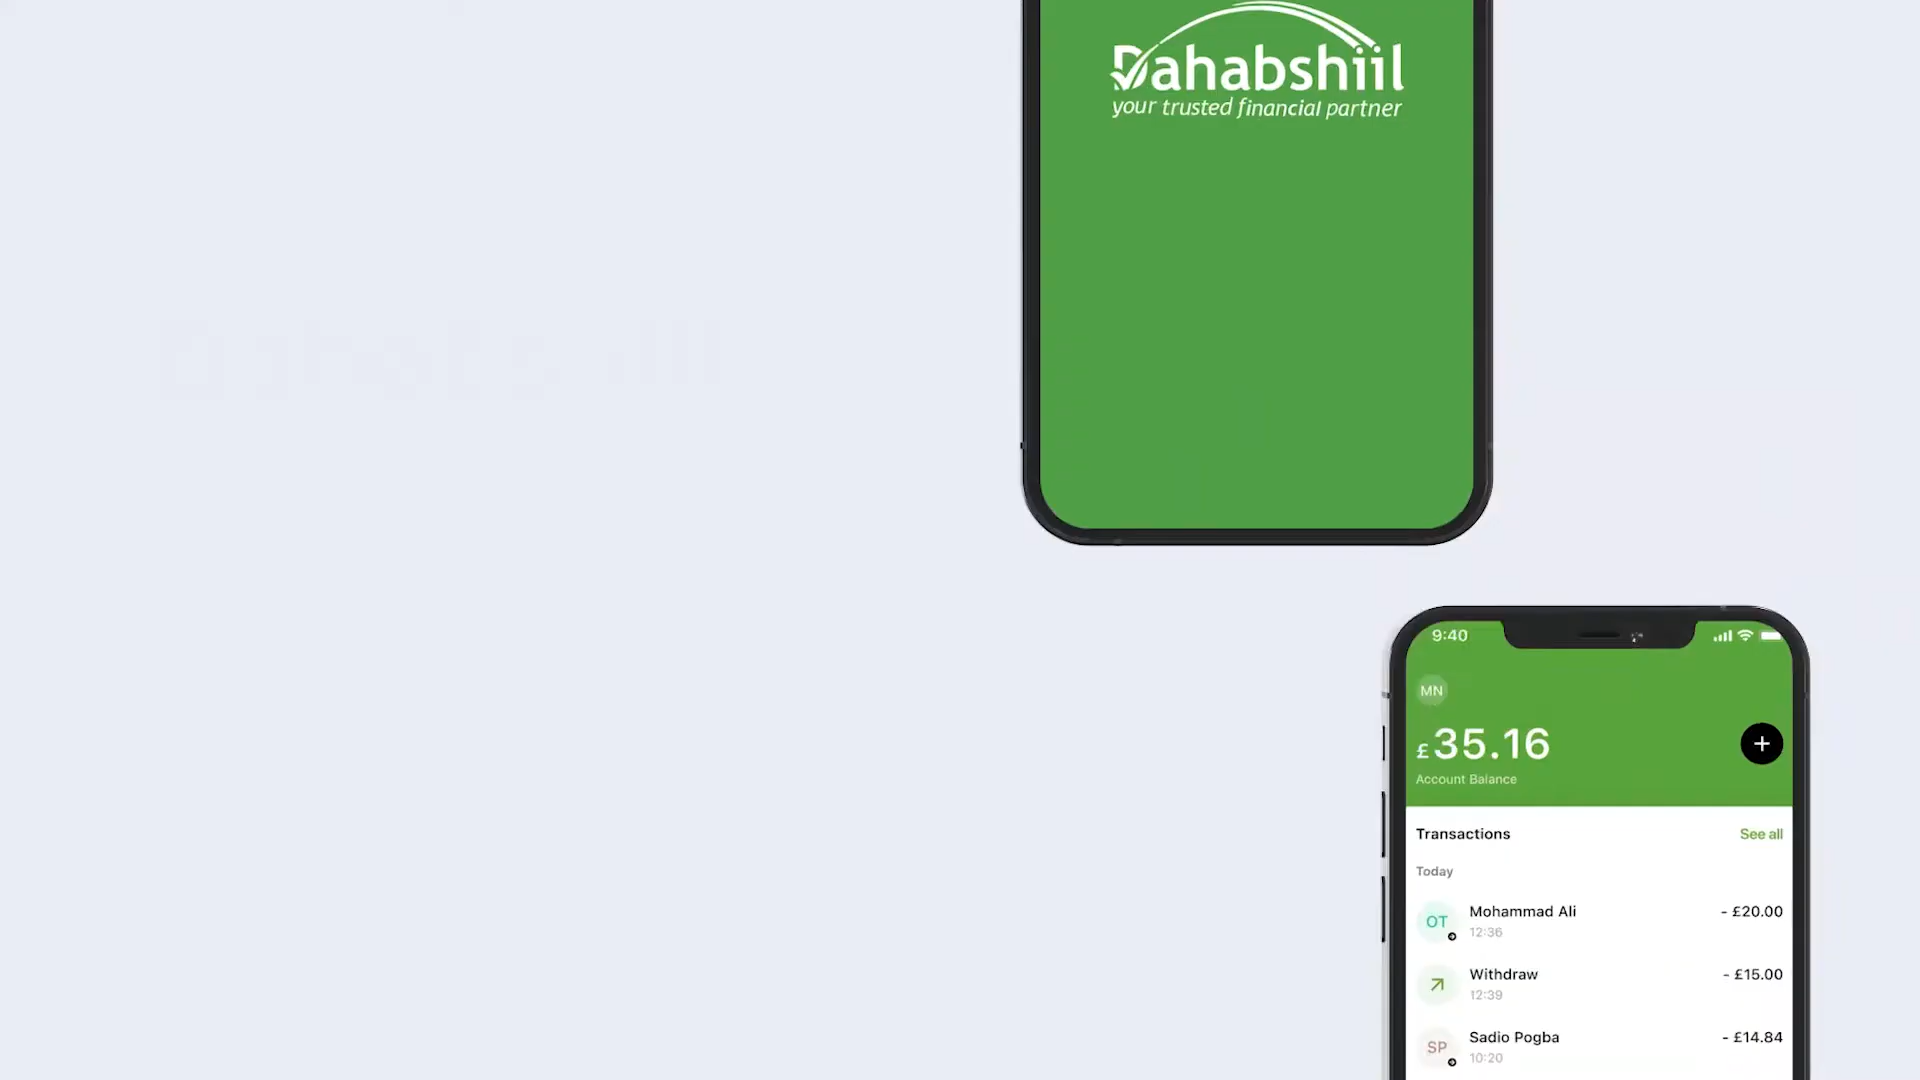 Dahabshiil
your trusted financial partner
9:40
MN
£35.16
+
Account Balance
Transactions
See all
Today
OT
Mohammad Ali
- £20.00
12:36
Withdraw
- £15.00
12:39
SP
Sadio Pogba
- £14.84
10:20